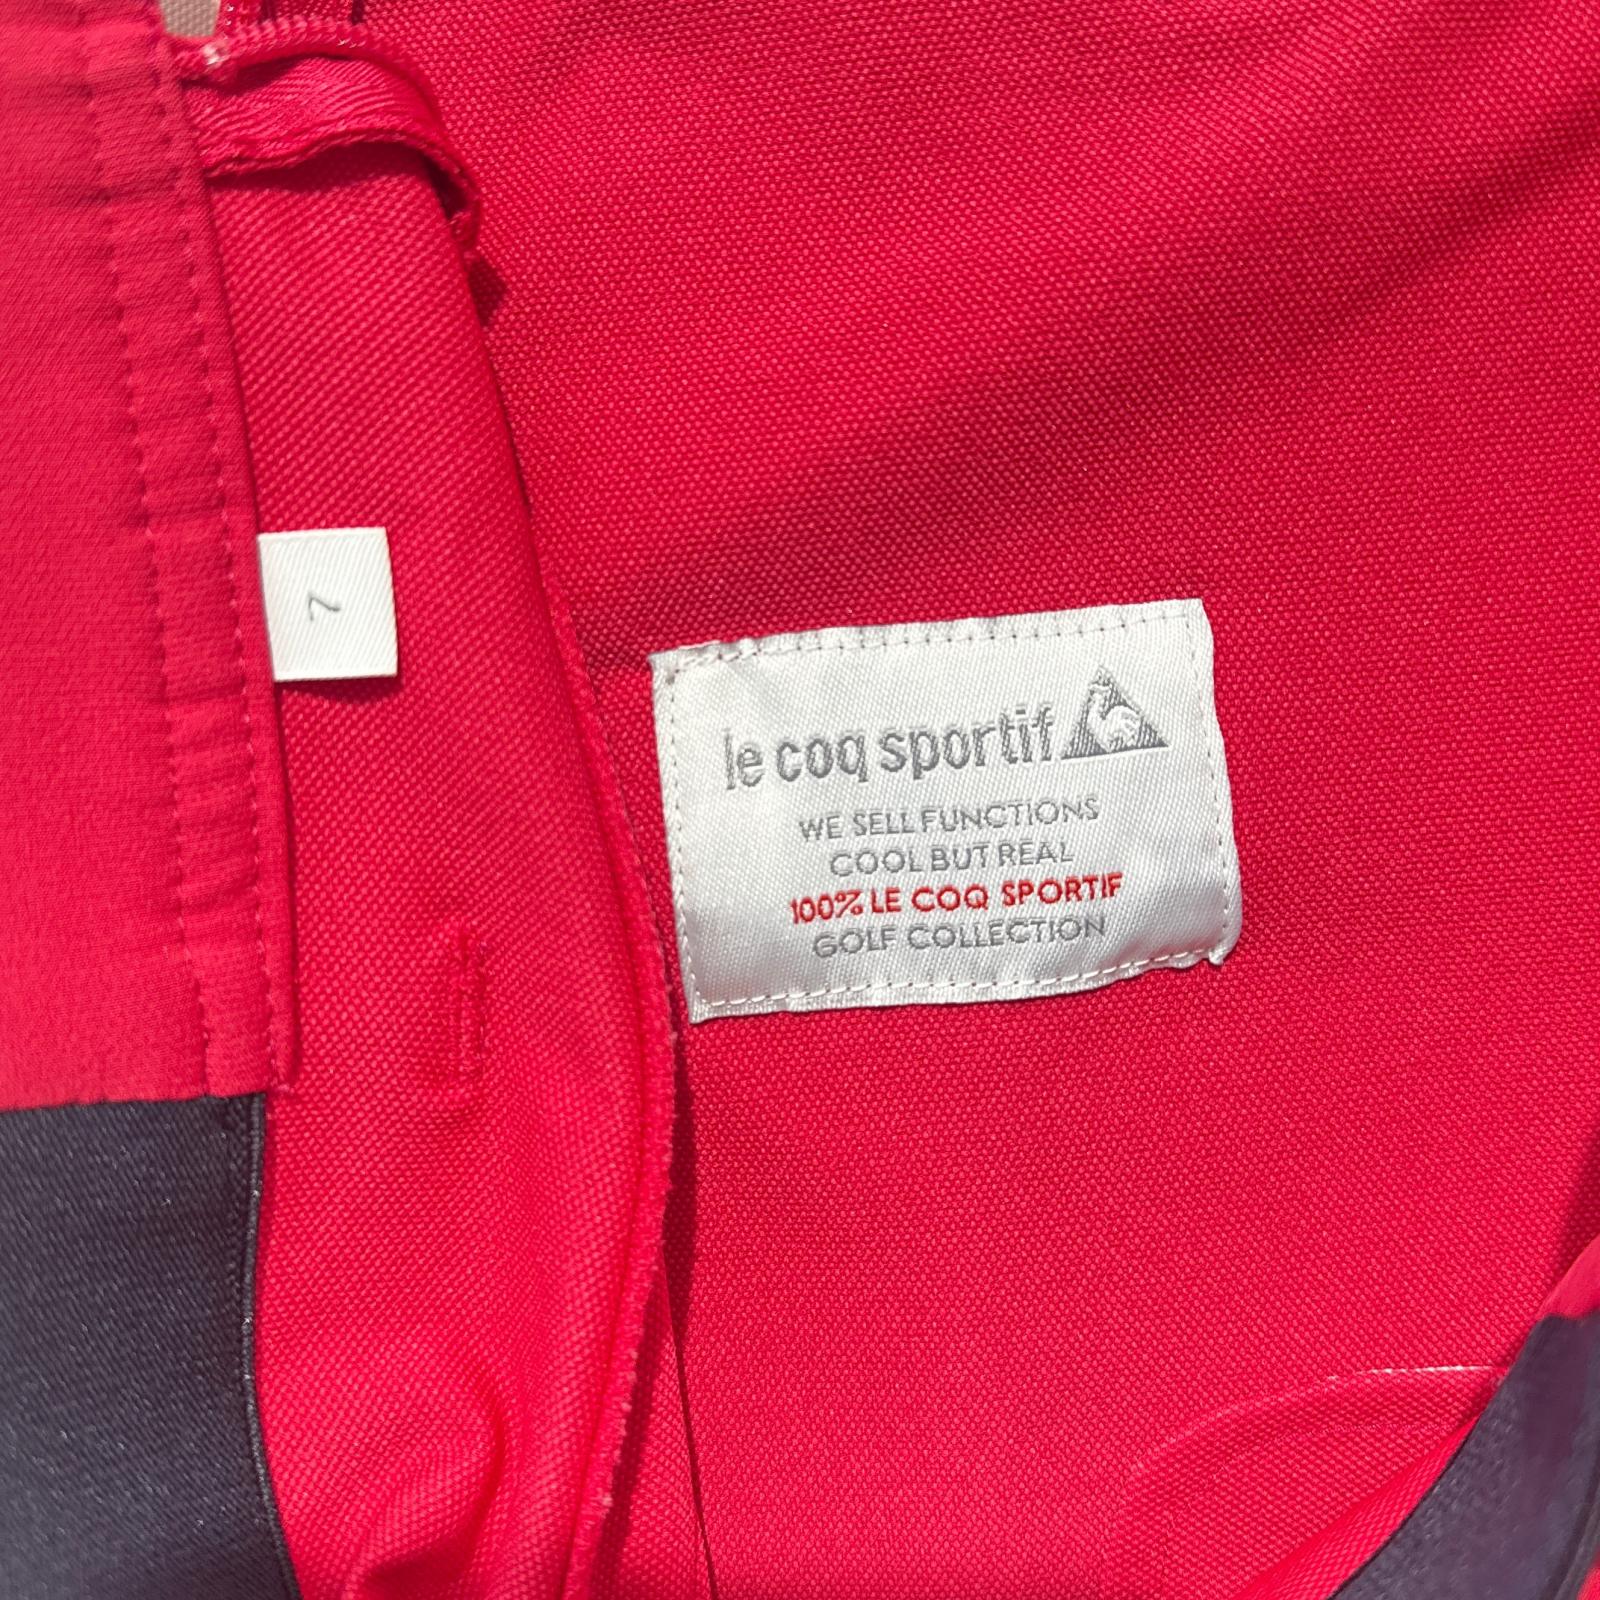 7
le coq sportif
WE SELL FUNCTIONS
COOL BUT REAL
100% LE COQ SPORTIF
GOLF COLLECTION